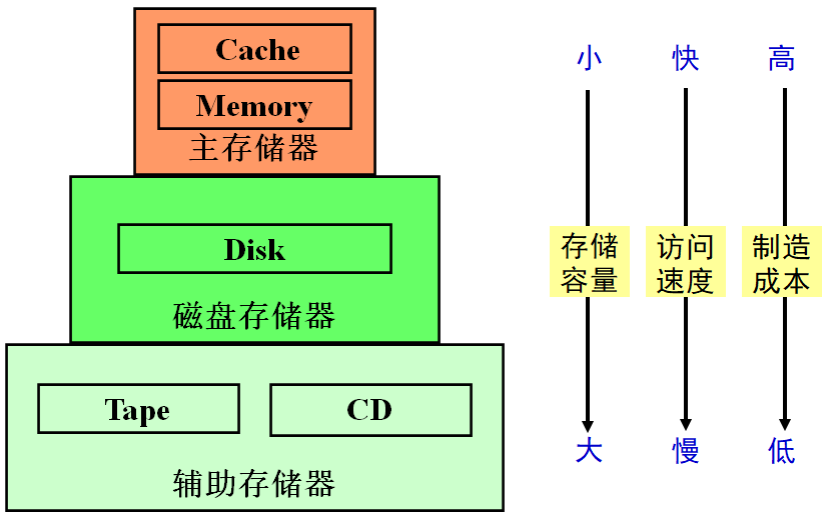 Cache
Memory
主存储器
Disk
磁盘存储器
Tape
CD
辅助存储器
小
快
高
存储
容量
访问
速度
制造
成本
大
慢
低